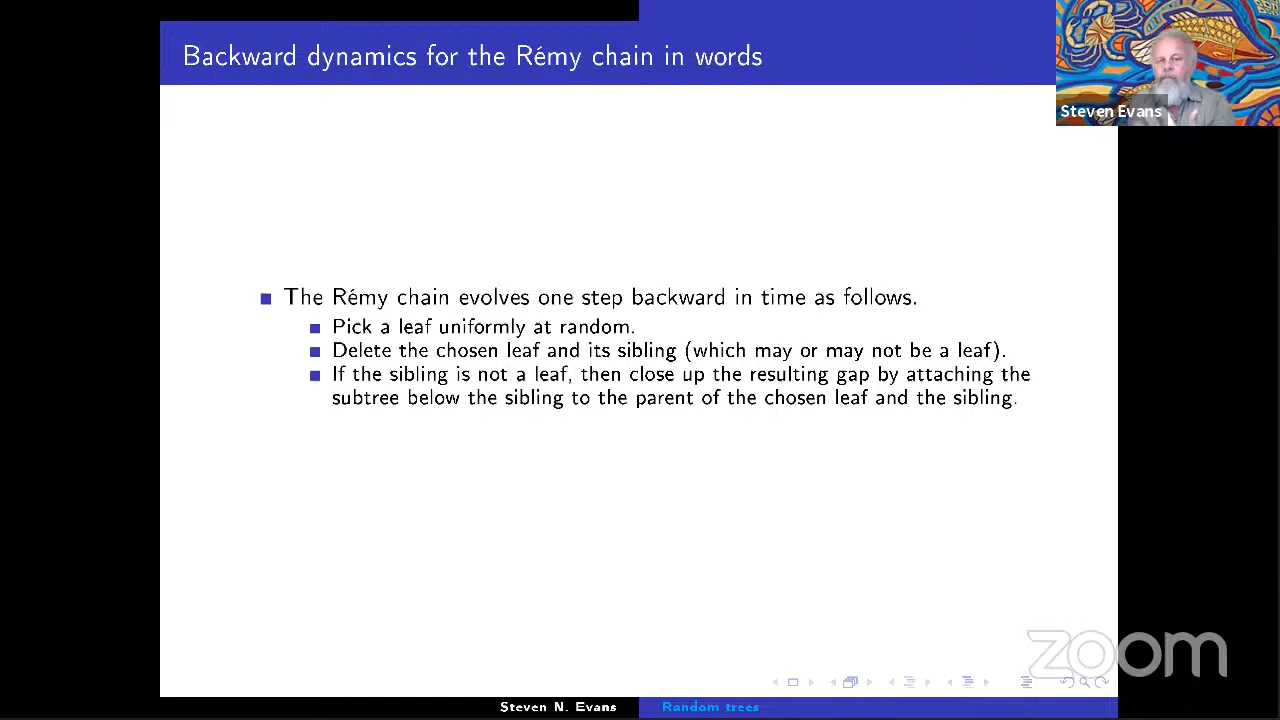 Backward dynamics for the Rémy chain in words
Steven Evans
The Rémy chain evolves one step backward in time as follows.
Pick a leaf uniformly at random.
Delete the chosen leaf and its sibling (which may or may not be a leaf).
If the sibling is not a leaf, then close up the resulting gap by attaching the
subtree below the sibling to the parent of the chosen leaf and the sibling.
zoom
Steven N. Evans
Random trees